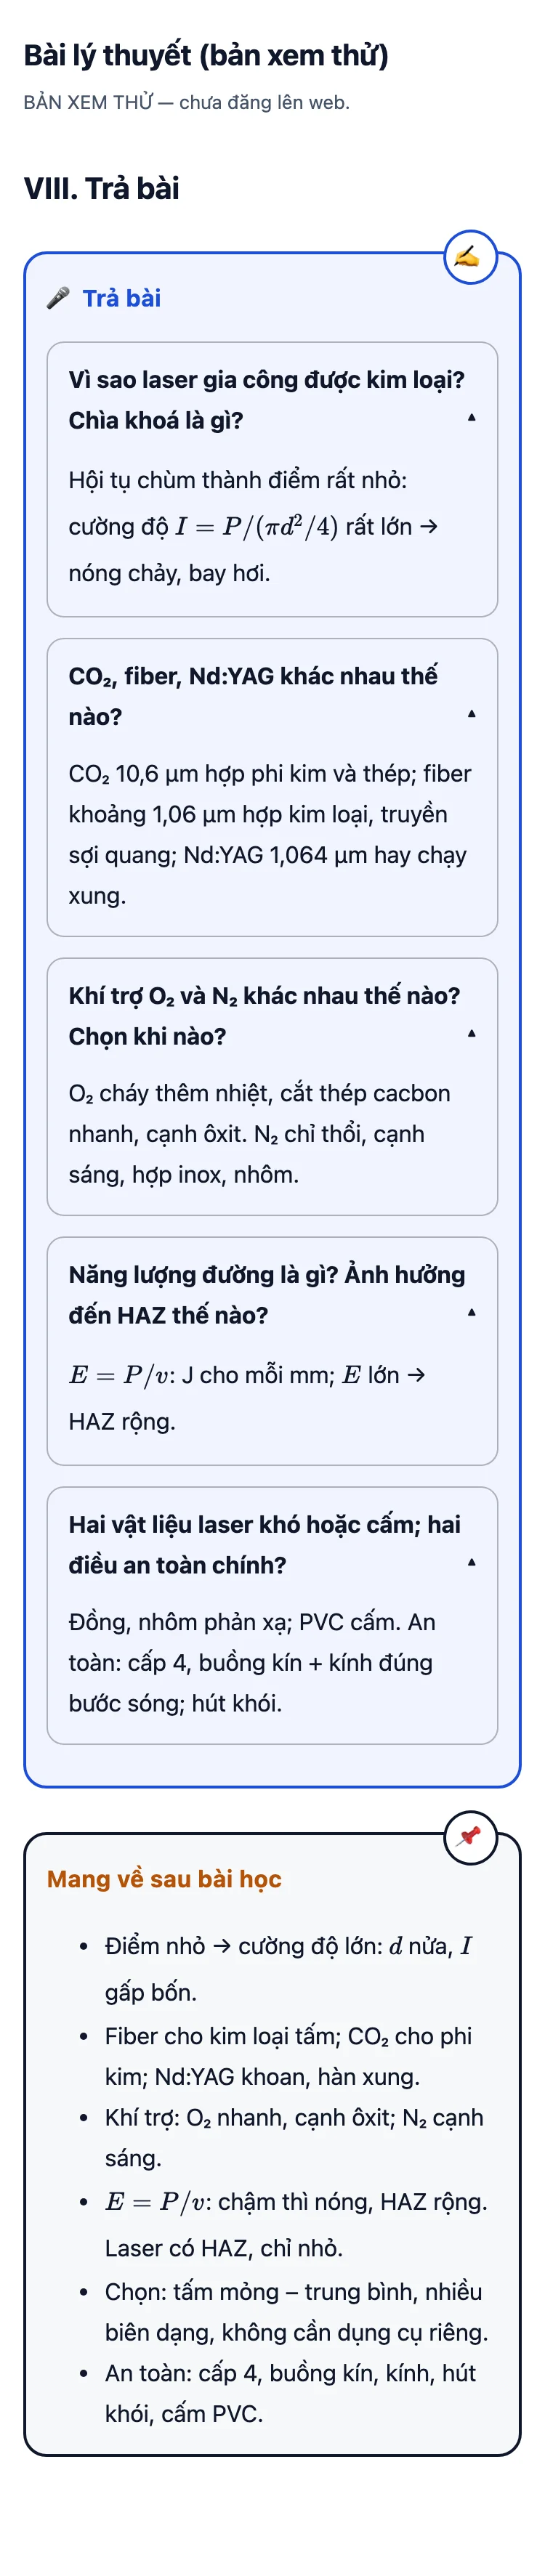 Bài lý thuyết (bản xem thử)
BẢN XEM THỬ — chưa đăng lên web.
VIII. Trả bài
Trả bài
Vì sao laser gia công được kim loại?
Chìa khoá là gì?
Hội tụ chùm thành điểm rất nhỏ:
cường độ I = P/(πd²/4) rất lớn →
nóng chảy, bay hơi.
CO₂, fiber, Nd:YAG khác nhau thế
nào?
CO₂ 10,6 µm hợp phi kim và thép; fiber
khoảng 1,06 µm hợp kim loại, truyền
sợi quang; Nd:YAG 1,064 µm hay chạy
xung.
Khí trợ O₂ và N₂ khác nhau thế nào?
Chọn khi nào?
O₂ cháy thêm nhiệt, cắt thép cacbon
nhanh, cạnh ôxit. N₂ chỉ thổi, cạnh
sáng, hợp inox, nhôm.
Năng lượng đường là gì? Ảnh hưởng
đến HAZ thế nào?
E = P/v: J cho mỗi mm; E lớn →
HAZ rộng.
Hai vật liệu laser khó hoặc cấm; hai
điều an toàn chính?
Đồng, nhôm phản xạ; PVC cấm. An
toàn: cấp 4, buồng kín + kính đúng
bước sóng; hút khói.
Mang về sau bài học
• Điểm nhỏ → cường độ lớn: d nửa, I
gấp bốn.
• Fiber cho kim loại tấm; CO₂ cho phi
kim; Nd:YAG khoan, hàn xung.
• Khí trợ: O₂ nhanh, cạnh ôxit; N₂ cạnh
sáng.
• E = P/v: chậm thì nóng, HAZ rộng.
Laser có HAZ, chỉ nhỏ.
• Chọn: tấm mỏng – trung bình, nhiều
biên dạng, không cần dụng cụ riêng.
• An toàn: cấp 4, buồng kín, kính, hút
khói, cấm PVC.